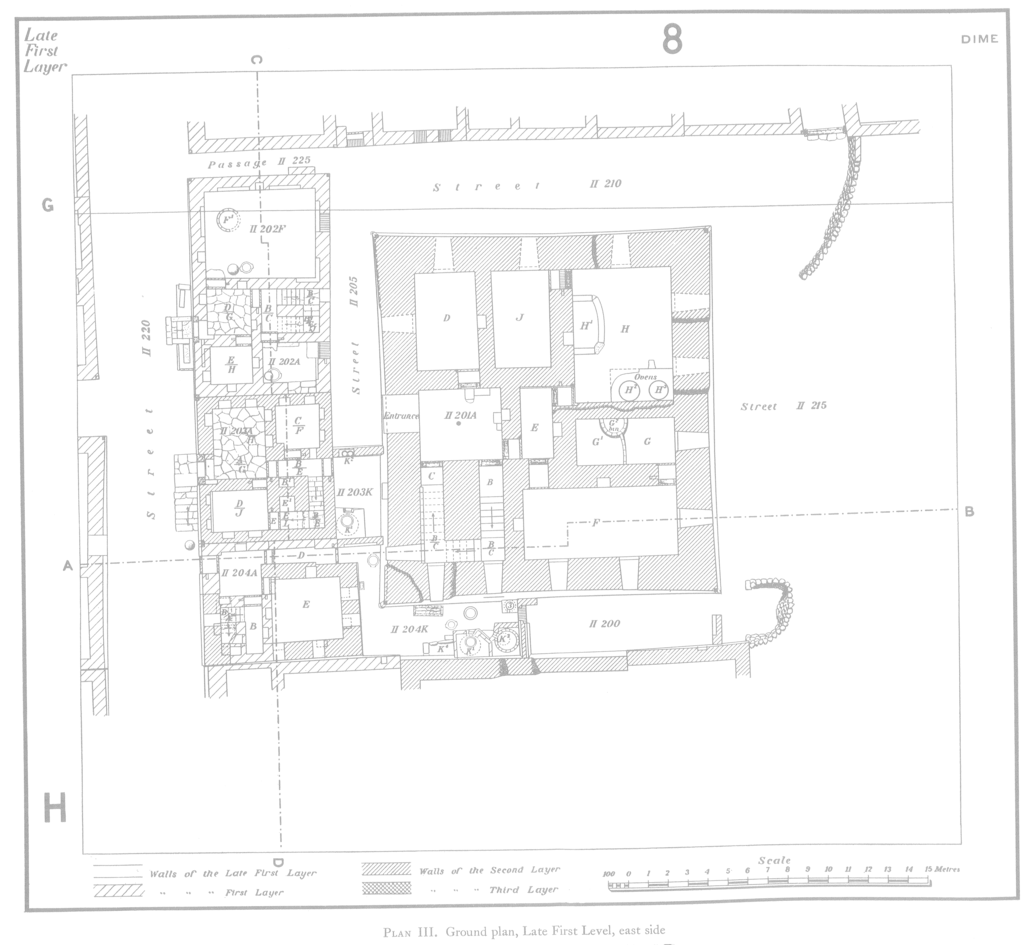 Late
First
Layer
8
DIME
C
Passage II 225
Street II 210
G
II 202F
Street II 205
II 220
Street
D
G
B
C
E
H
II 202A
D
J
H¹
H
Ovens
H²
H³
Entrance
II 201A
E
G¹
G
Street II 215
C
F
II 203A
H
A
G
B
E
K²
II 203K
C
B
B
C
B
C
F
B
D
J
A
D
II 204A
E
B
II 204K
K⁴
II 200
H
D
Walls of the Late First Layer
" " " First Layer
Walls of the Second Layer
" " " Third Layer
Scale
100 0 1 2 3 4 5 6 7 8 9 10 11 12 13 14 15 Metres
Plan III. Ground plan, Late First Level, east side